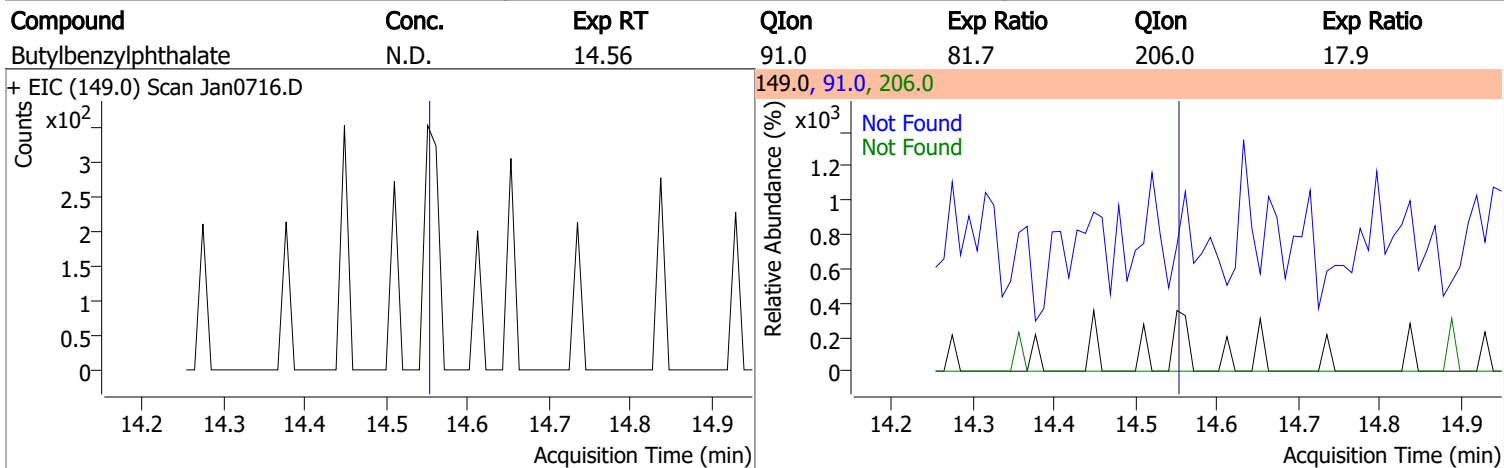 Compound Conc. Exp RT QIon Exp Ratio QIon Exp Ratio
Butylbenzylphthalate N.D. 14.56 91.0 81.7 206.0 17.9
+ EIC (149.0) Scan Jan0716.D
Counts
x10²
3
2.5
2
1.5
1
0.5
0
14.2 14.3 14.4 14.5 14.6 14.7 14.8 14.9
Acquisition Time (min)
149.0, 91.0, 206.0
Relative Abundance (%)
x10³
Not Found
Not Found
1.2
1
0.8
0.6
0.4
0.2
0
14.2 14.3 14.4 14.5 14.6 14.7 14.8 14.9
Acquisition Time (min)